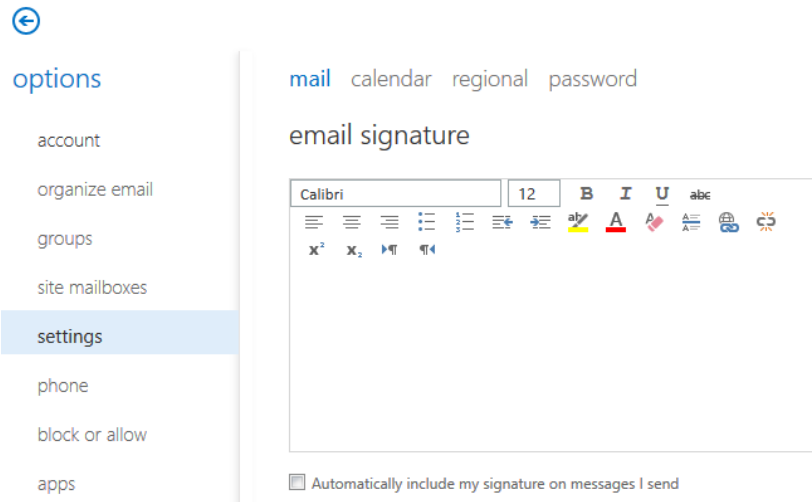 options
account
organize email
groups
site mailboxes
settings
phone
block or allow
apps
mail calendar regional password
email signature
Calibri 12 B I U abc
Automatically include my signature on messages I send